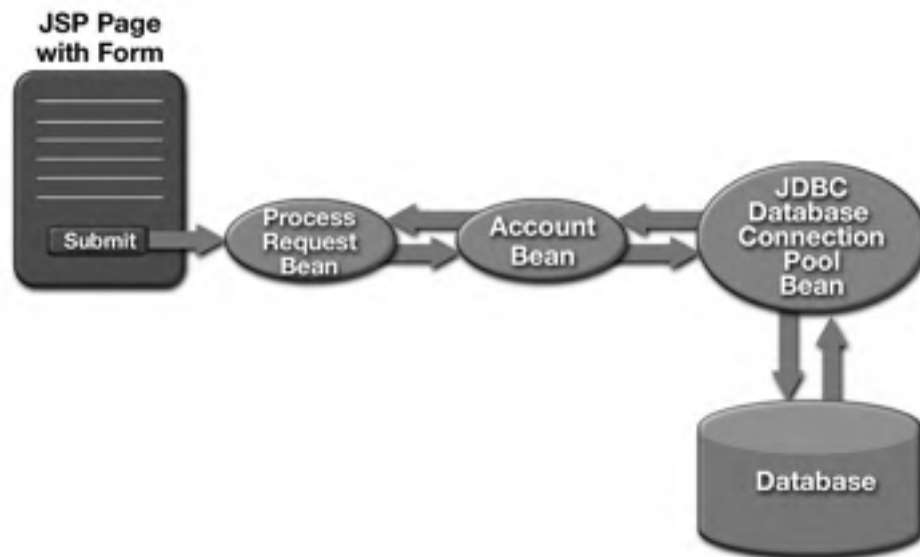 JSP Page
with Form
Submit
Process
Request
Bean
Account
Bean
JDBC
Database
Connection
Pool
Bean
Database